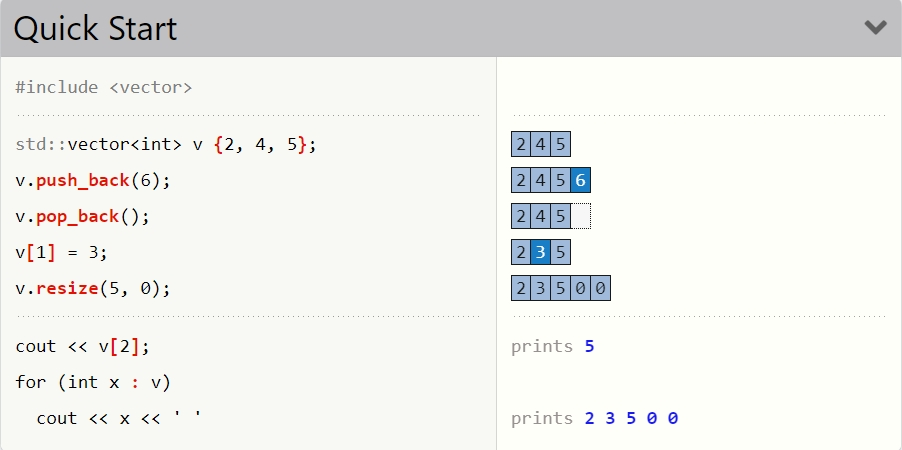 Quick Start
#include <vector>
std::vector<int> v {2, 4, 5}; 2 4 5
v.push_back(6); 2 4 5 6
v.pop_back(); 2 4 5
v[1] = 3; 2 3 5
v.resize(5, 0); 2 3 5 0 0
cout << v[2]; prints 5
for (int x : v)
cout << x << ' ' prints 2 3 5 0 0